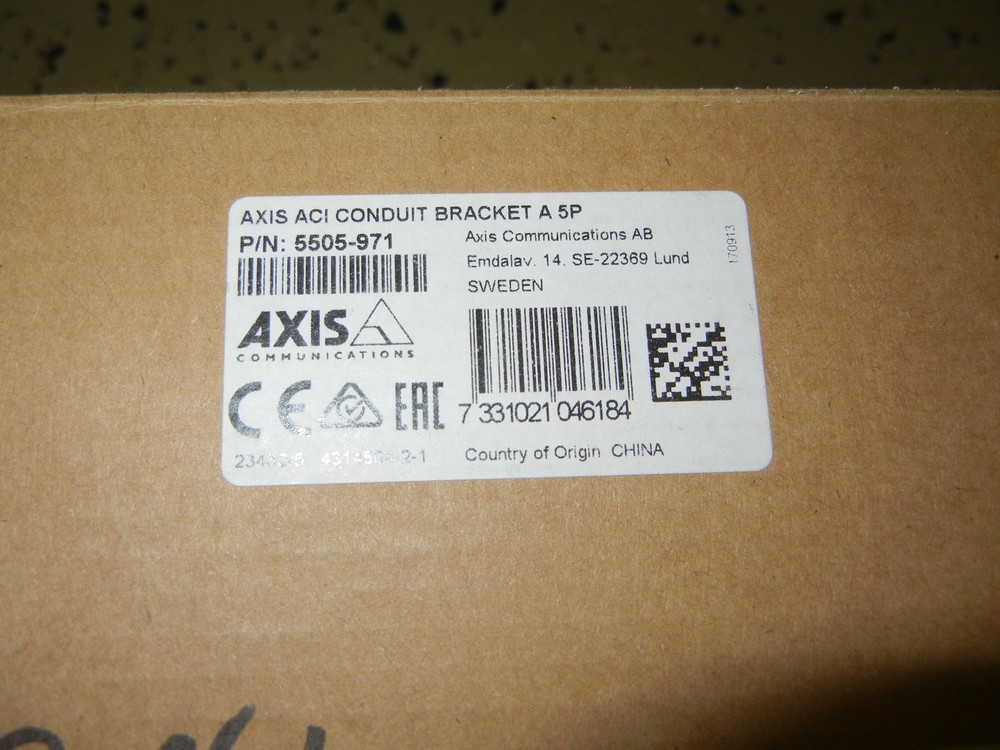 AXIS ACI CONDUIT BRACKET A 5P
P/N: 5505-971
Axis Communications AB
Emdalav. 14, SE-22369 Lund
SWEDEN
170913
AXIS
COMMUNICATIONS
CE
EAC
7 331021 046184
Country of Origin CHINA